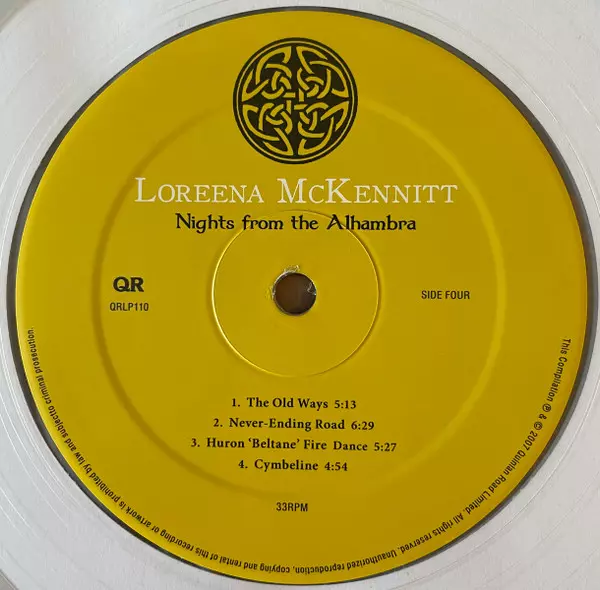 LOREENA MCKENNITT
Nights from the Alhambra
QR
QRLP110
SIDE FOUR
1. The Old Ways 5:13
2. Never-Ending Road 6:29
3. Huron ‘Beltane’ Fire Dance 5:27
4. Cymbeline 4:54
33RPM
This Compilation ℗ & © 2007 Quinlan Road Limited. All rights reserved. Unauthorized reproduction, copying and rental of this recording or artwork is prohibited by law and subjectto criminal prosecution.